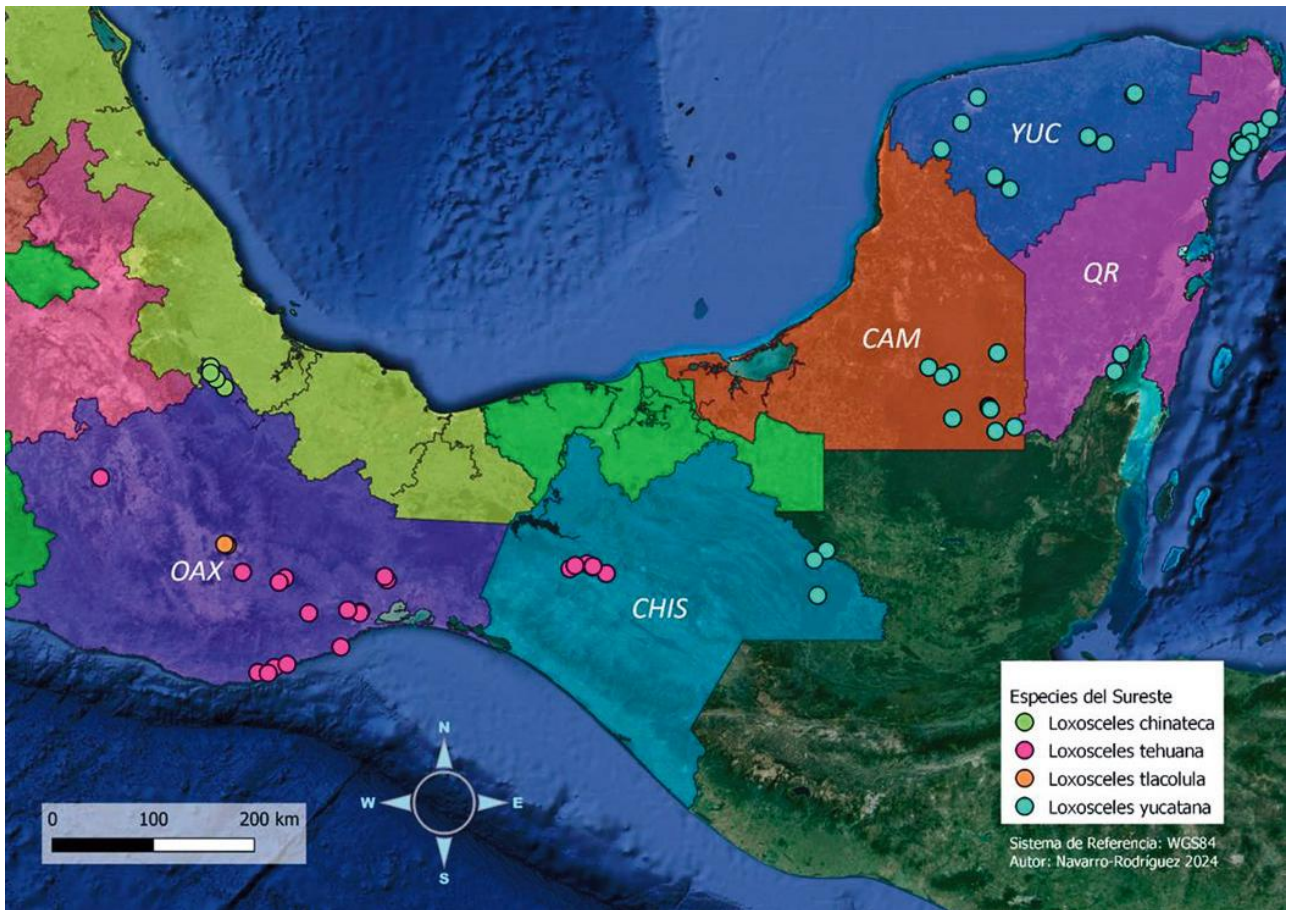 YUC
QR
CAM
OAX
CHIS
N
W
E
S
0 100 200 km
Especies del Sureste
Loxosceles chinateca
Loxosceles tehuana
Loxosceles tlacolula
Loxosceles yucatana
Sistema de Referencia: WGS84
Autor: Navarro-Rodríguez 2024